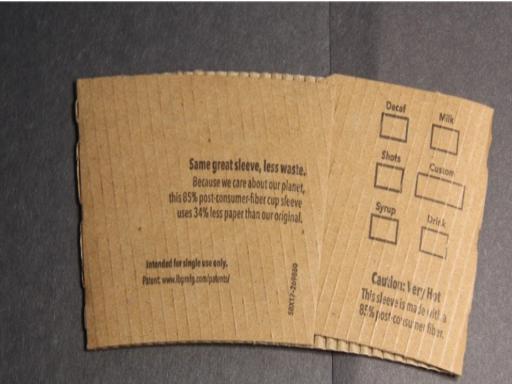 Same great sleeve, less waste.
Because we care about our planet,
this 85% post-consumer-fiber cup sleeve
uses 34% less paper than our original.
Intended for single use only.
Patent: www.lbpmfg.com/patents/
SBX17-269880
Decaf
Milk
Shots
Custom
Syrup
Drink
Caution: Very Hot
This sleeve is made with a
85% post-consumer fiber.